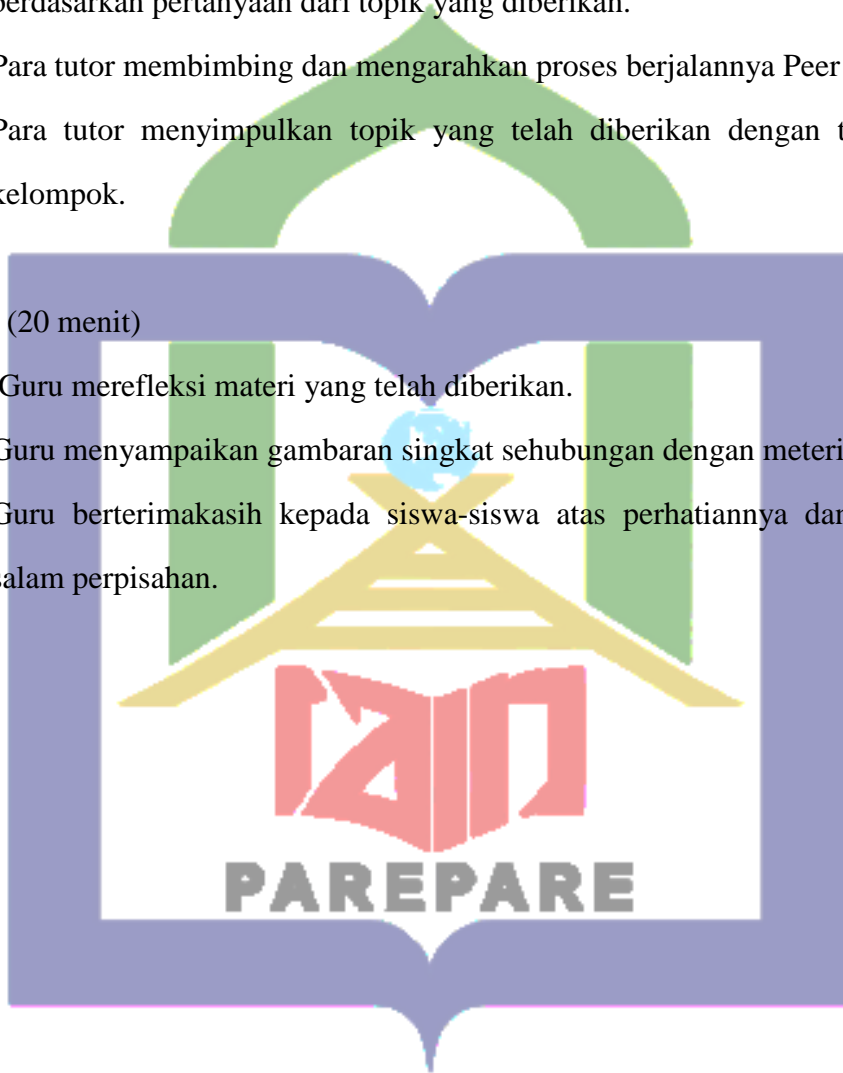 berdasarkan pertanyaan dari topik yang diberikan.
Para tutor membimbing dan mengarahkan proses berjalannya Peer
Para tutor menyimpulkan topik yang telah diberikan dengan t
kelompok.
(20 menit)
Guru merefleksi materi yang telah diberikan.
Guru menyampaikan gambaran singkat sehubungan dengan meteri
Guru berterimakasih kepada siswa-siswa atas perhatiannya dan
salam perpisahan.
iain
PAREPARE